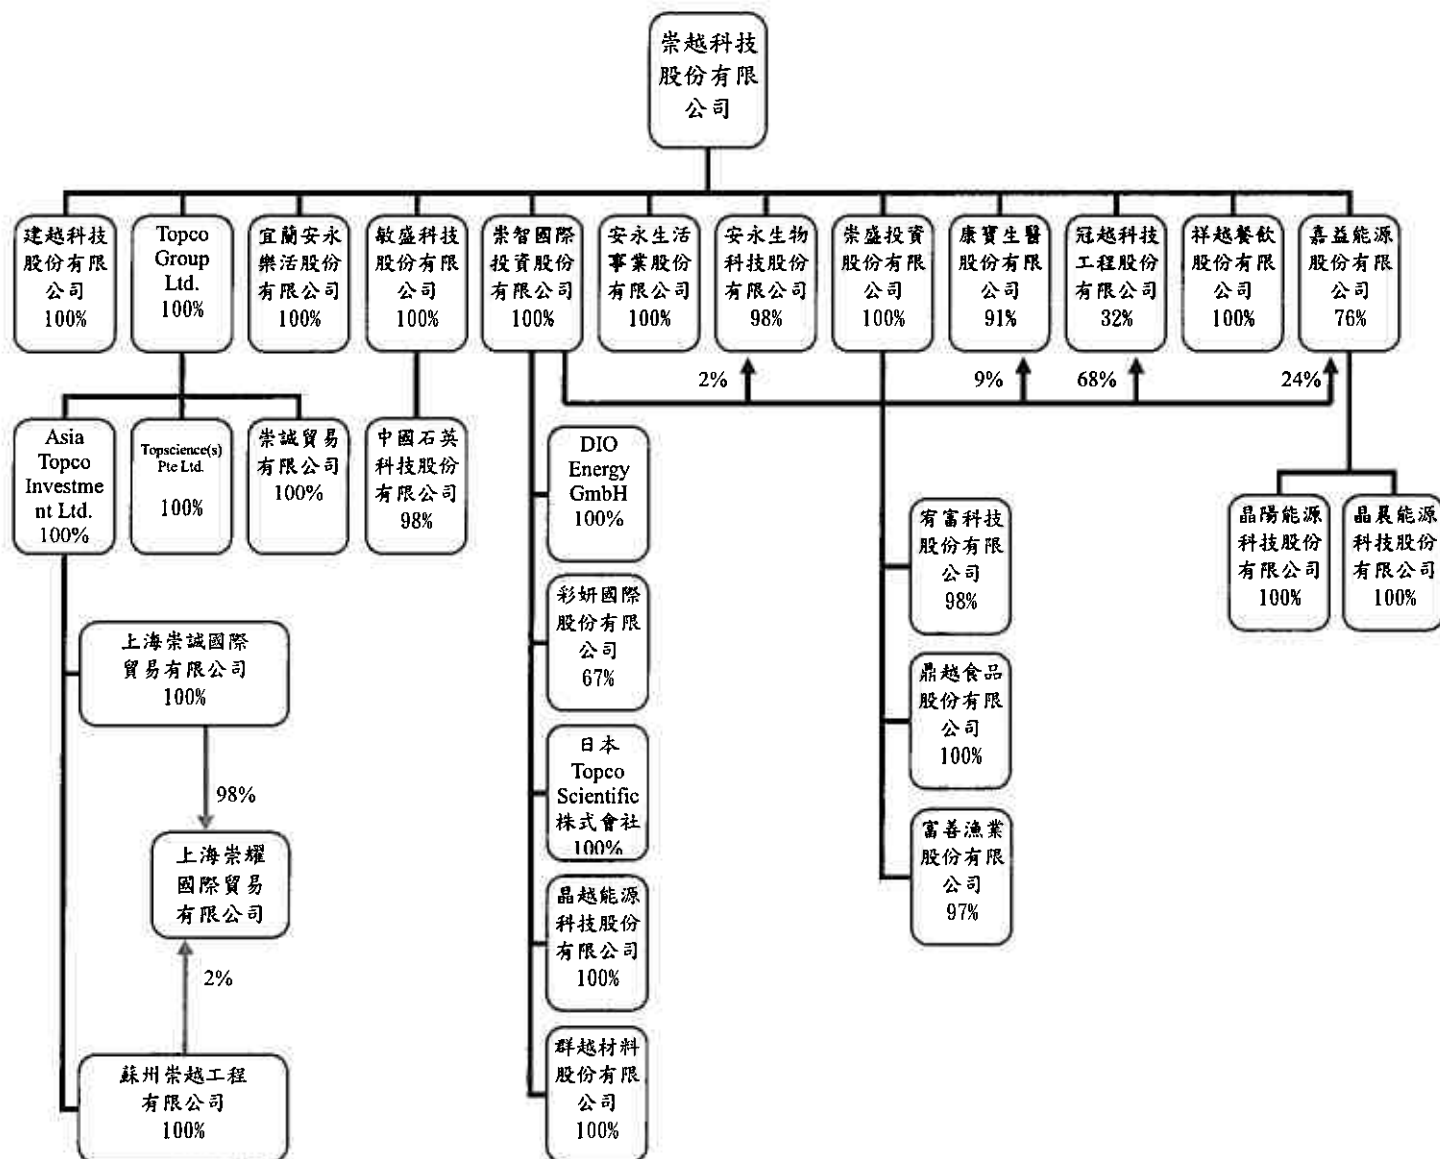 崇越科技
股份有限
公司
建越科技
股份有限
公司
100%
Topco
Group
Ltd.
100%
宜蘭安永
樂活股份
有限公司
100%
敏盛科技
股份有限
公司
100%
崇智國際
投資股份
有限公司
100%
安永生活
事業股份
有限公司
100%
安永生物
科技股份
有限公司
98%
崇盛投資
股份有限
公司
100%
康寶生醫
股份有限
公司
91%
冠越科技
工程股份
有限公司
32%
祥越餐飲
股份有限
公司
100%
嘉益能源
股份有限
公司
76%
2%
9%
68%
24%
Asia
Topco
Investme
nt Ltd.
100%
Topscience(s)
Pte Ltd.
100%
崇誠貿易
有限公司
100%
中國石英
科技股份
有限公司
98%
DIO
Energy
GmbH
100%
彩妍國際
股份有限
公司
67%
日本
Topco
Scientific
株式會社
100%
晶越能源
科技股份
有限公司
100%
群越材料
股份有限
公司
100%
宥富科技
股份有限
公司
98%
鼎越食品
股份有限
公司
100%
富善漁業
股份有限
公司
97%
晶陽能源
科技股份
有限公司
100%
晶晨能源
科技股份
有限公司
100%
上海崇誠國際
貿易有限公司
100%
98%
上海崇耀
國際貿易
有限公司
2%
蘇州崇越工程
有限公司
100%